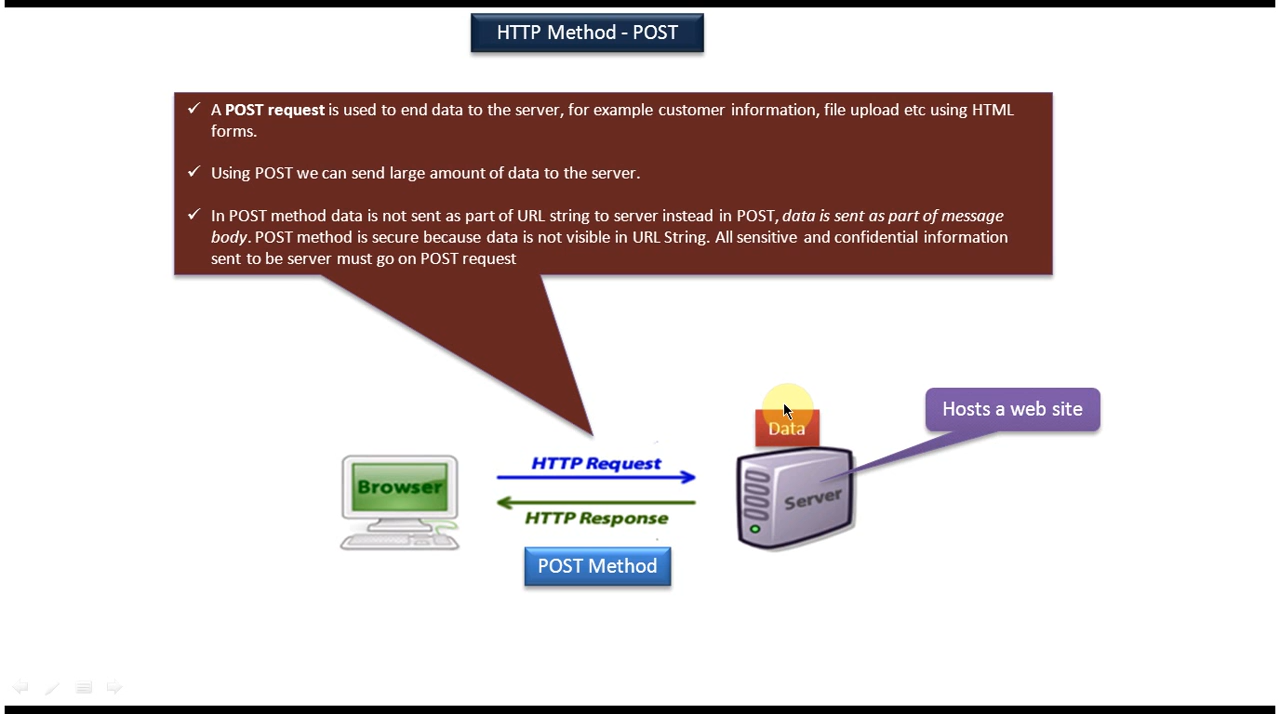 HTTP Method - POST
✓ A POST request is used to end data to the server, for example customer information, file upload etc using HTML
forms.
✓ Using POST we can send large amount of data to the server.
✓ In POST method data is not sent as part of URL string to server instead in POST, data is sent as part of message
body. POST method is secure because data is not visible in URL String. All sensitive and confidential information
sent to be server must go on POST request
Hosts a web site
Data
HTTP Request
Browser
Server
HTTP Response
POST Method